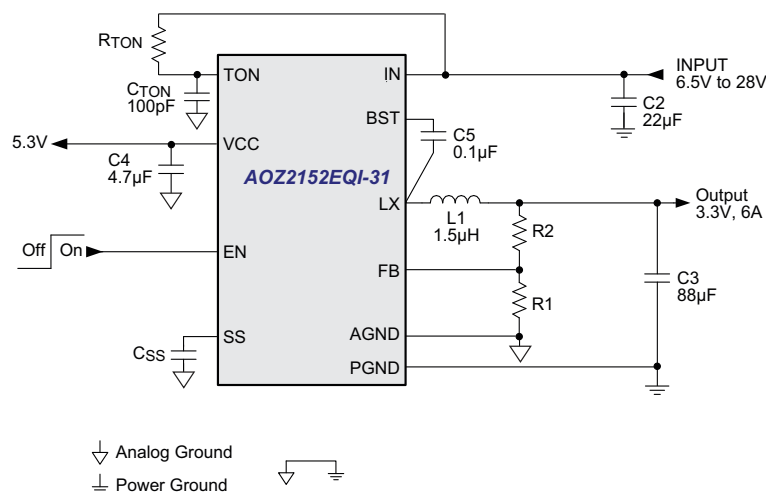 RTON
TON
CTON
100pF
5.3V
VCC
C4
4.7µF
Off
On
EN
SS
CSS
AOZ2152EQI-31
IN
BST
C5
0.1µF
LX
L1
1.5µH
FB
R2
R1
AGND
PGND
INPUT
6.5V to 28V
C2
22µF
Output
3.3V, 6A
C3
88µF
Analog Ground
Power Ground